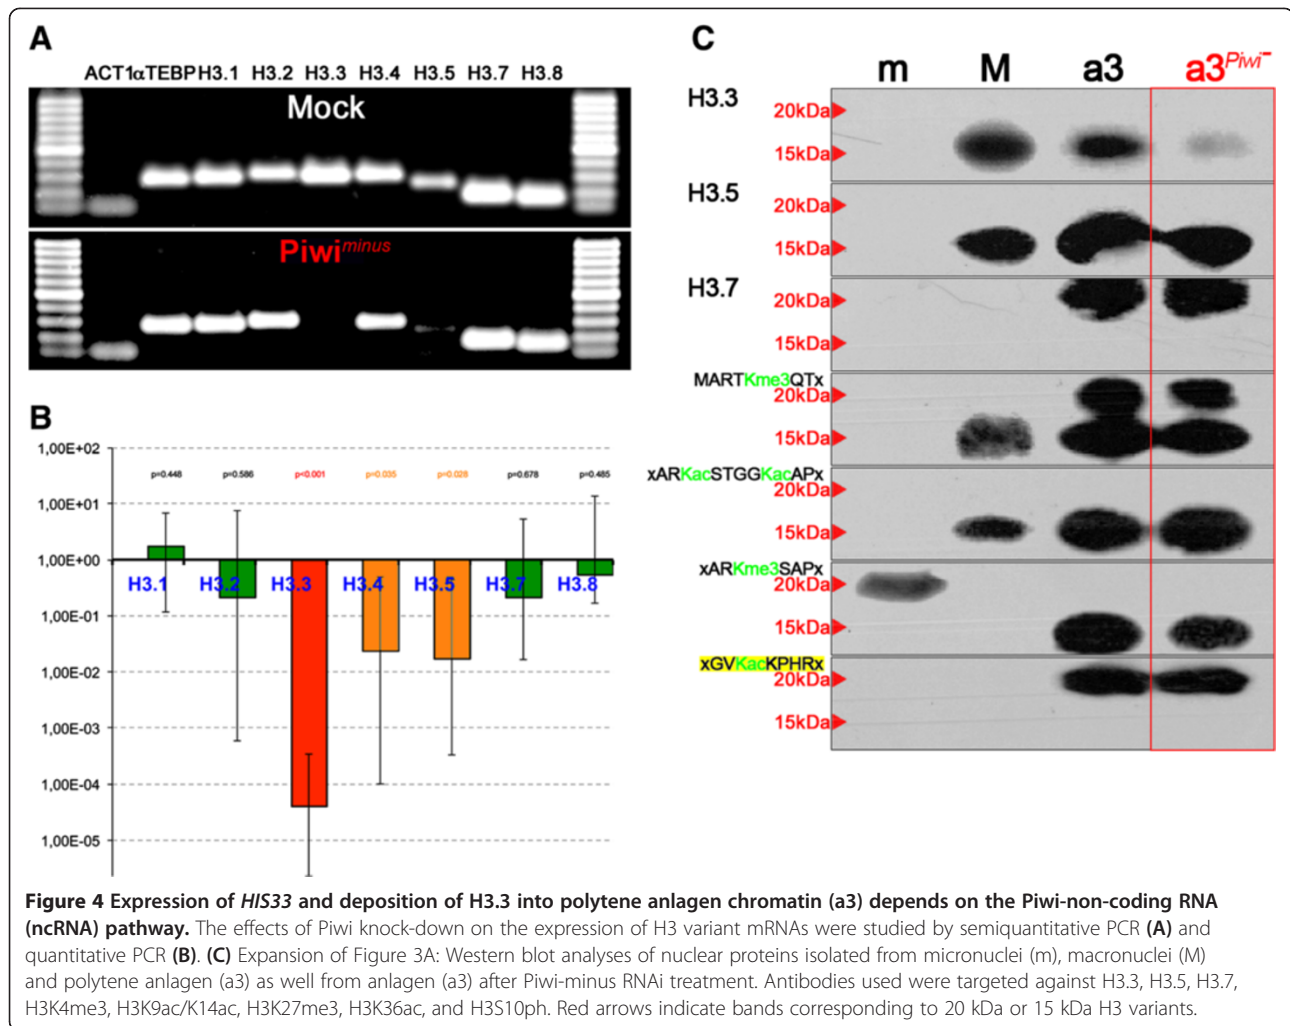 A
ACT1 αTEBP H3.1 H3.2 H3.3 H3.4 H3.5 H3.7 H3.8
Mock
Piwi minus
B
1,00E+02
p=0.448 p=0.586 p<0.001 p=0.035 p=0.028 p=0.678 p=0.485
1,00E+01
1,00E+00
H3.1 H3.2 H3.3 H3.4 H3.5 H3.7 H3.8
1,00E-01
1,00E-02
1,00E-03
1,00E-04
1,00E-05
C
m M a3 a3Piwi-
H3.3
20kDa
15kDa
H3.5
20kDa
15kDa
H3.7
20kDa
15kDa
MARTKme3QTx
20kDa
15kDa
xARKacSTGGKacAPx
20kDa
15kDa
xARKme3SAPx
20kDa
15kDa
xGVKacKPHRx
20kDa
15kDa
Figure 4 Expression of HIS33 and deposition of H3.3 into polytene anlagen chromatin (a3) depends on the Piwi-non-coding RNA
(ncRNA) pathway. The effects of Piwi knock-down on the expression of H3 variant mRNAs were studied by semiquantitative PCR (A) and
quantitative PCR (B). (C) Expansion of Figure 3A: Western blot analyses of nuclear proteins isolated from micronuclei (m), macronuclei (M)
and polytene anlagen (a3) as well from anlagen (a3) after Piwi-minus RNAi treatment. Antibodies used were targeted against H3.3, H3.5, H3.7,
H3K4me3, H3K9ac/K14ac, H3K27me3, H3K36ac, and H3S10ph. Red arrows indicate bands corresponding to 20 kDa or 15 kDa H3 variants.